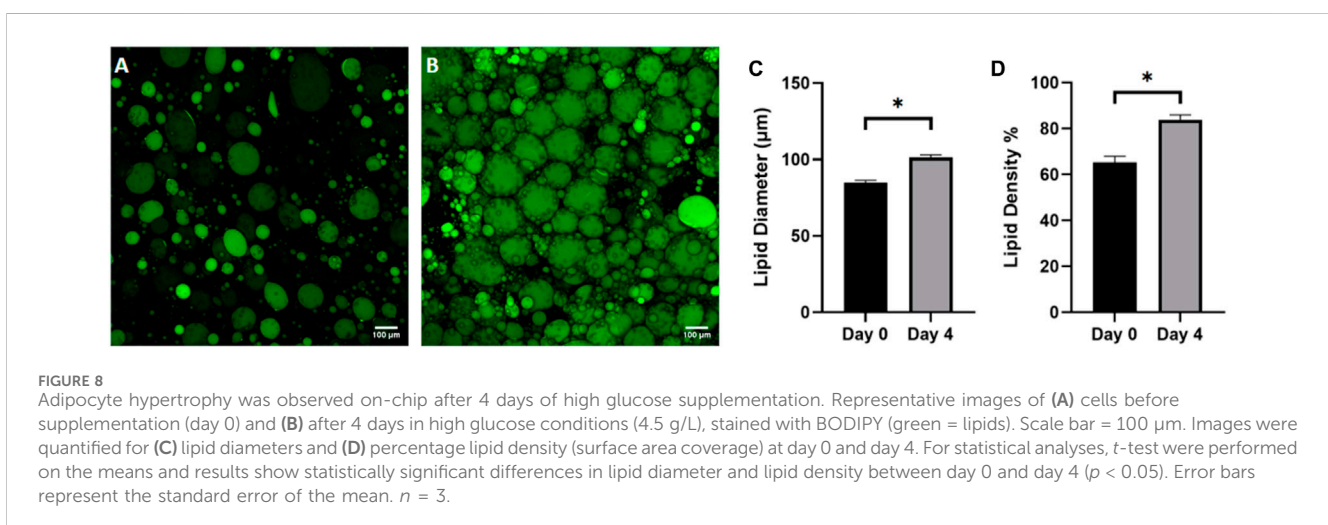 A
B
100 µm
100 µm
C
Lipid Diameter (µm)
150
100
50
0
*
Day 0 Day 4
D
Lipid Density %
100
80
60
40
20
0
*
Day 0 Day 4
FIGURE 8
Adipocyte hypertrophy was observed on-chip after 4 days of high glucose supplementation. Representative images of (A) cells before
supplementation (day 0) and (B) after 4 days in high glucose conditions (4.5 g/L), stained with BODIPY (green = lipids). Scale bar = 100 µm. Images were
quantified for (C) lipid diameters and (D) percentage lipid density (surface area coverage) at day 0 and day 4. For statistical analyses, t-test were performed
on the means and results show statistically significant differences in lipid diameter and lipid density between day 0 and day 4 (p < 0.05). Error bars
represent the standard error of the mean. n = 3.